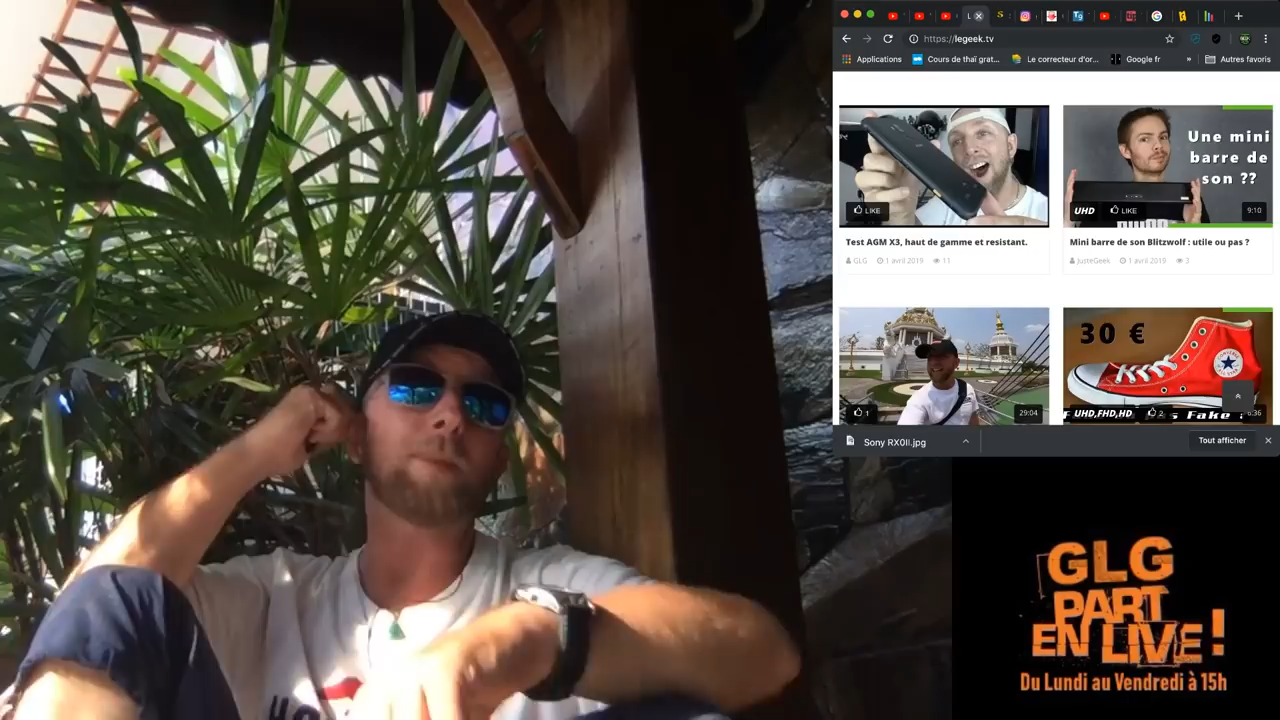 https://legeek.tv
Applications
Cours de thaï grat...
Le correcteur d'or...
Google fr
»
Autres favoris
LIKE
Une mini
barre de
son ??
UHD
LIKE
9:10
Test AGM X3, haut de gamme et resistant.
Mini barre de son Blitzwolf : utile ou pas ?
GLG
1 avril 2019
11
JusteGeek
1 avril 2019
3
30 €
1
29:04
UHD,FHD,HD
2
Fake
Sony RX0II.jpg
Tout afficher
GLG
PART
EN LIVE !
Du Lundi au Vendredi à 15h